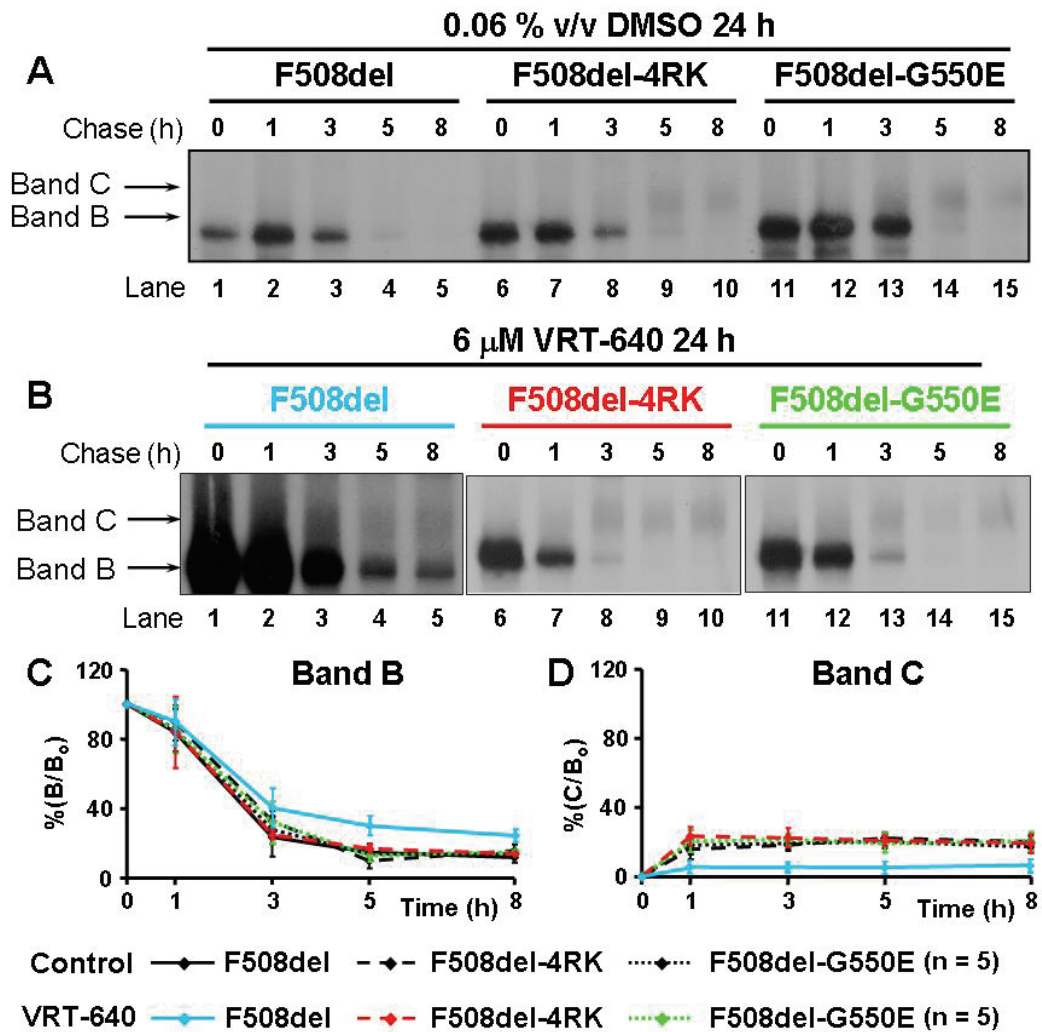 A
0.06 % v/v DMSO 24 h
F508del F508del-4RK F508del-G550E
Chase (h) 0 1 3 5 8 0 1 3 5 8 0 1 3 5 8
Band C
Band B
Lane 1 2 3 4 5 6 7 8 9 10 11 12 13 14 15
6 μM VRT-640 24 h
B
F508del F508del-4RK F508del-G550E
Chase (h) 0 1 3 5 8 0 1 3 5 8 0 1 3 5 8
Band C
Band B
Lane 1 2 3 4 5 6 7 8 9 10 11 12 13 14 15
C
Band B
%(B/B₀)
120
80
40
0
0 1 3 5 8
Time (h)
D
Band C
%(C/B₀)
120
80
40
0
0 1 3 5 8
Time (h)
Control F508del F508del-4RK F508del-G550E (n = 5)
VRT-640 F508del F508del-4RK F508del-G550E (n = 5)